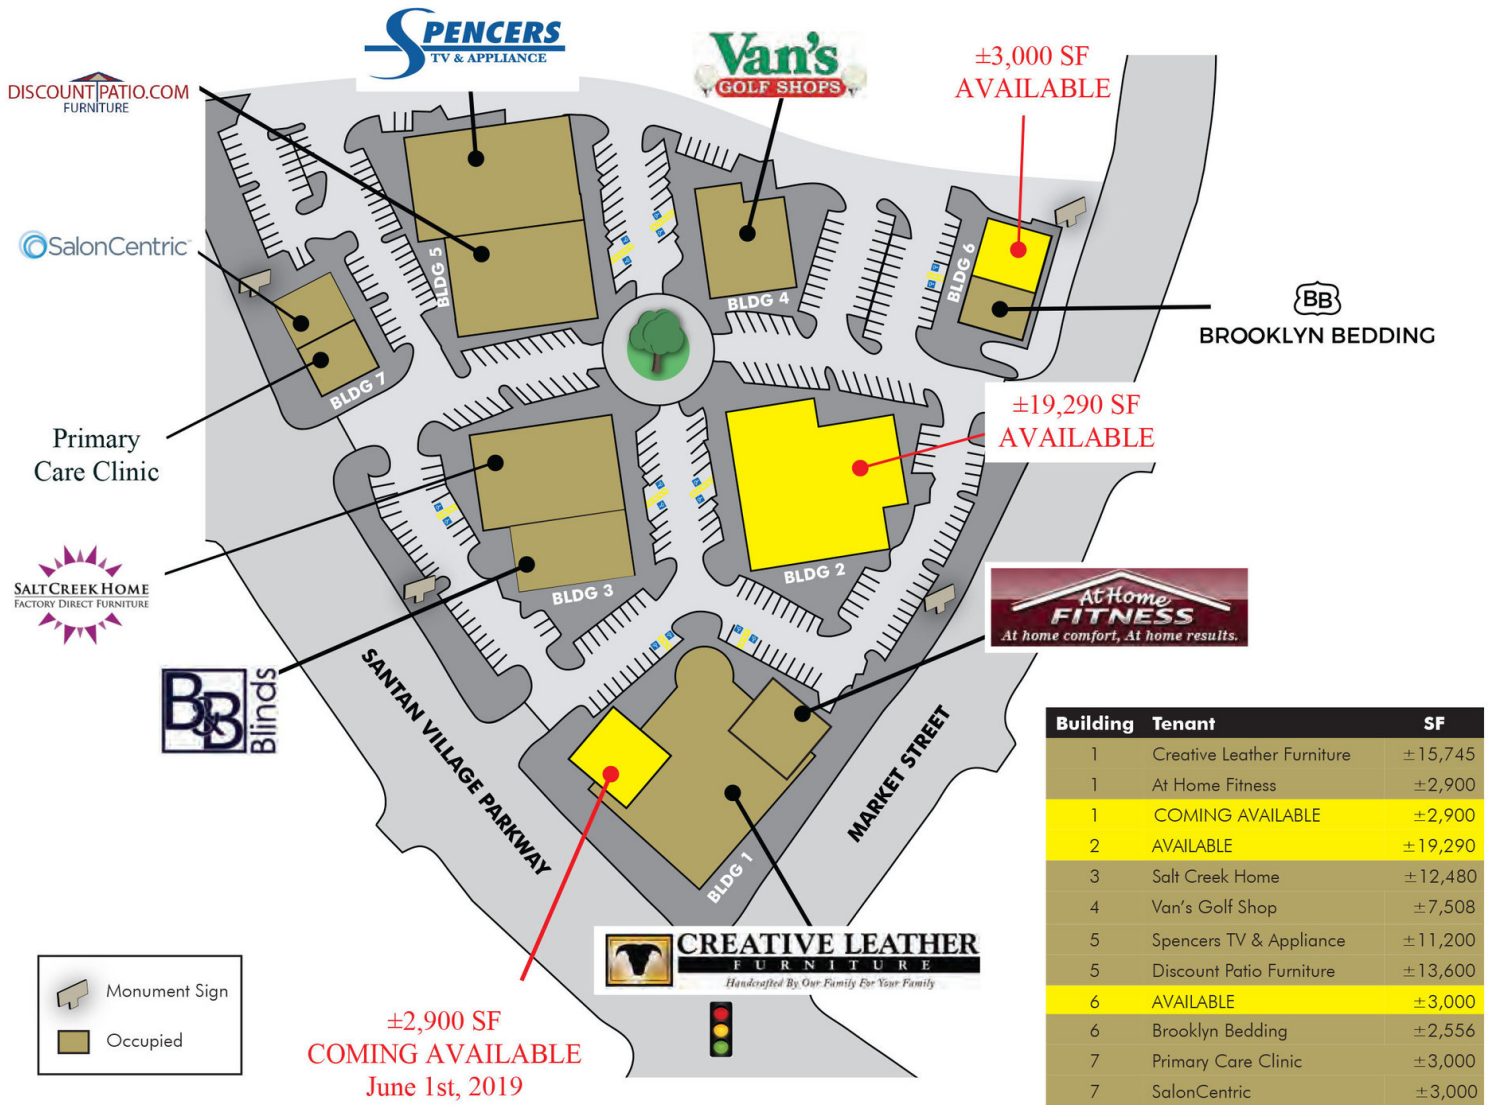 SPENCERS
TV & APPLIANCE
Van's
GOLF SHOPS
±3,000 SF
AVAILABLE
DISCOUNTPATIO.COM
FURNITURE
SalonCentric
BLDG 5
BLDG 4
BLDG 6
BB
BROOKLYN BEDDING
BLDG 7
±19,290 SF
AVAILABLE
Primary
Care Clinic
SALT CREEK HOME
FACTORY DIRECT FURNITURE
BLDG 3
BLDG 2
At Home
FITNESS
At home comfort, At home results.
B&B
Blinds
SANTAN VILLAGE PARKWAY
MARKET STREET
BLDG 1
CREATIVE LEATHER
FURNITURE
Handcrafted By Our Family For Your Family
±2,900 SF
COMING AVAILABLE
June 1st, 2019
Monument Sign
Occupied
Building Tenant SF
1 Creative Leather Furniture ±15,745
1 At Home Fitness ±2,900
1 COMING AVAILABLE ±2,900
2 AVAILABLE ±19,290
3 Salt Creek Home ±12,480
4 Van's Golf Shop ±7,508
5 Spencers TV & Appliance ±11,200
5 Discount Patio Furniture ±13,600
6 AVAILABLE ±3,000
6 Brooklyn Bedding ±2,556
7 Primary Care Clinic ±3,000
7 SalonCentric ±3,000